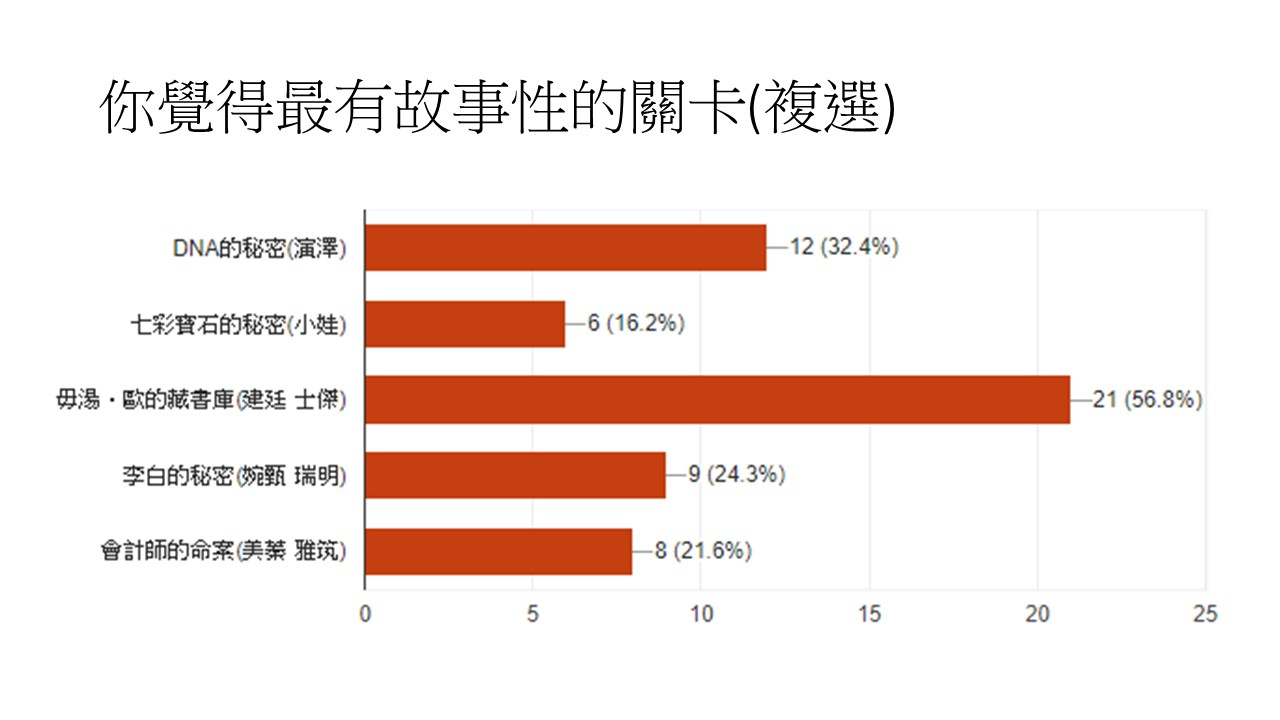 你覺得最有故事性的關卡(複選)
DNA的秘密(演澤)
12 (32.4%)
七彩寶石的秘密(小娃)
6 (16.2%)
毋湯·歐的藏書庫(建廷 士傑)
21 (56.8%)
李白的秘密(婉甄 瑞明)
9 (24.3%)
會計師的命案(美蓁 雅筑)
8 (21.6%)
0 5 10 15 20 25